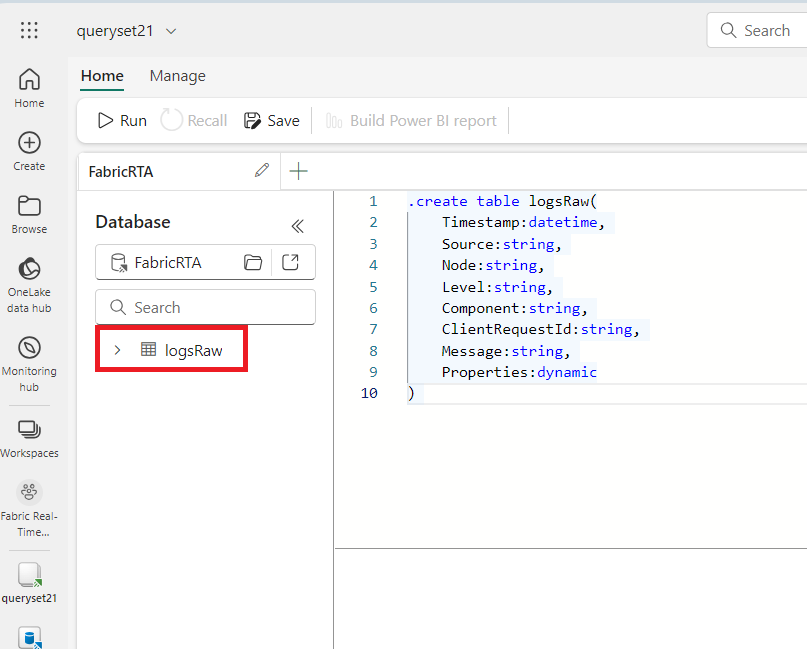 queryset21
Search
Home
Manage
Run
Recall
Save
Build Power BI report
Home
Create
Browse
OneLake
data hub
Monitoring
hub
Workspaces
Fabric Real-
Time...
queryset21
FabricRTA
Database
FabricRTA
Search
logsRaw
1 .create table logsRaw(
2 Timestamp:datetime,
3 Source:string,
4 Node:string,
5 Level:string,
6 Component:string,
7 ClientRequestId:string,
8 Message:string,
9 Properties:dynamic
10 )